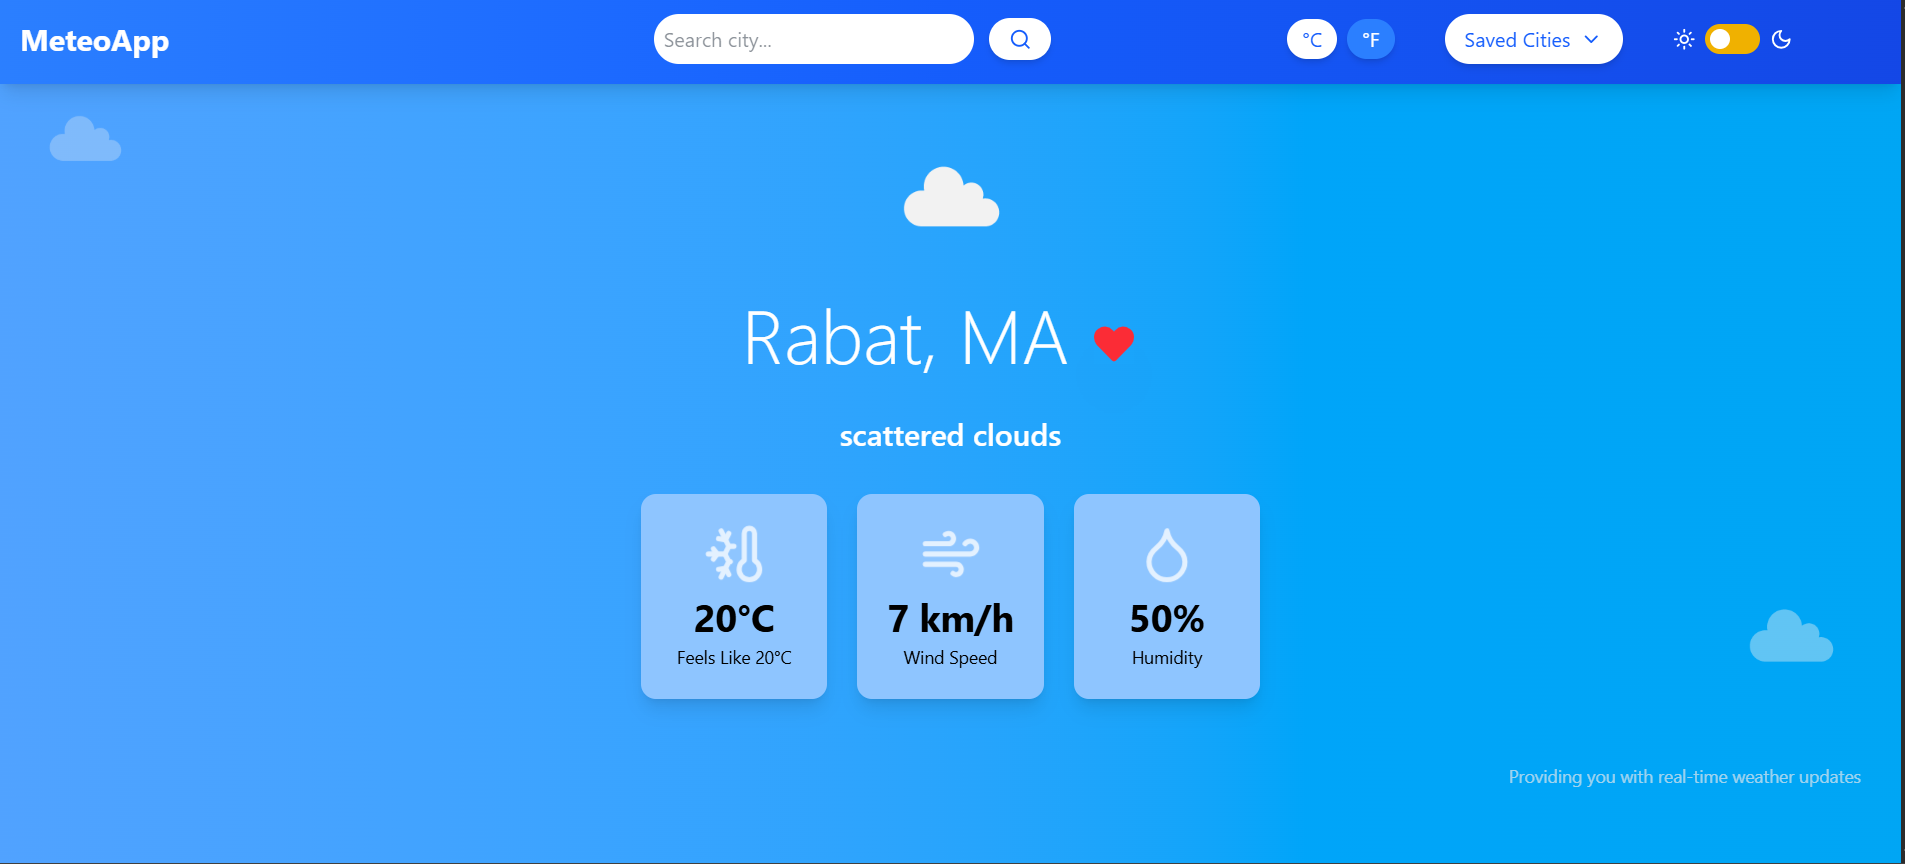 MeteoApp
Search city...
°C
°F
Saved Cities
Rabat, MA
scattered clouds
20°C
Feels Like 20°C
7 km/h
Wind Speed
50%
Humidity
Providing you with real-time weather updates